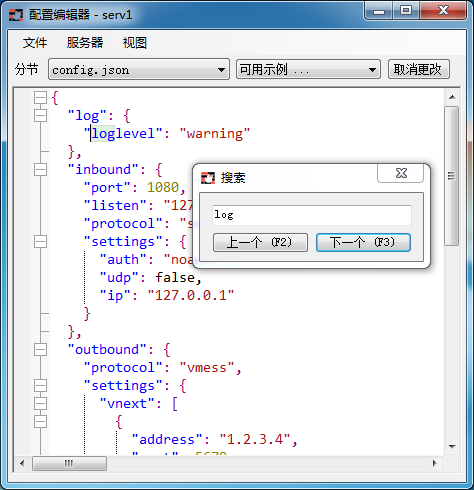 配置编辑器 - serv1
文件 服务器 视图
分节 config.json 可用示例 ... 取消更改
{
"log": {
"loglevel": "warning"
},
"inbound": {
"port": 1080,
"listen": "127
"protocol": "s
"settings": {
"auth": "noa
"udp": false,
"ip": "127.0.0.1"
}
},
"outbound": {
"protocol": "vmess",
"settings": {
"vnext": [
{
"address": "1.2.3.4",
搜索
log
上一个 (F2) 下一个 (F3)